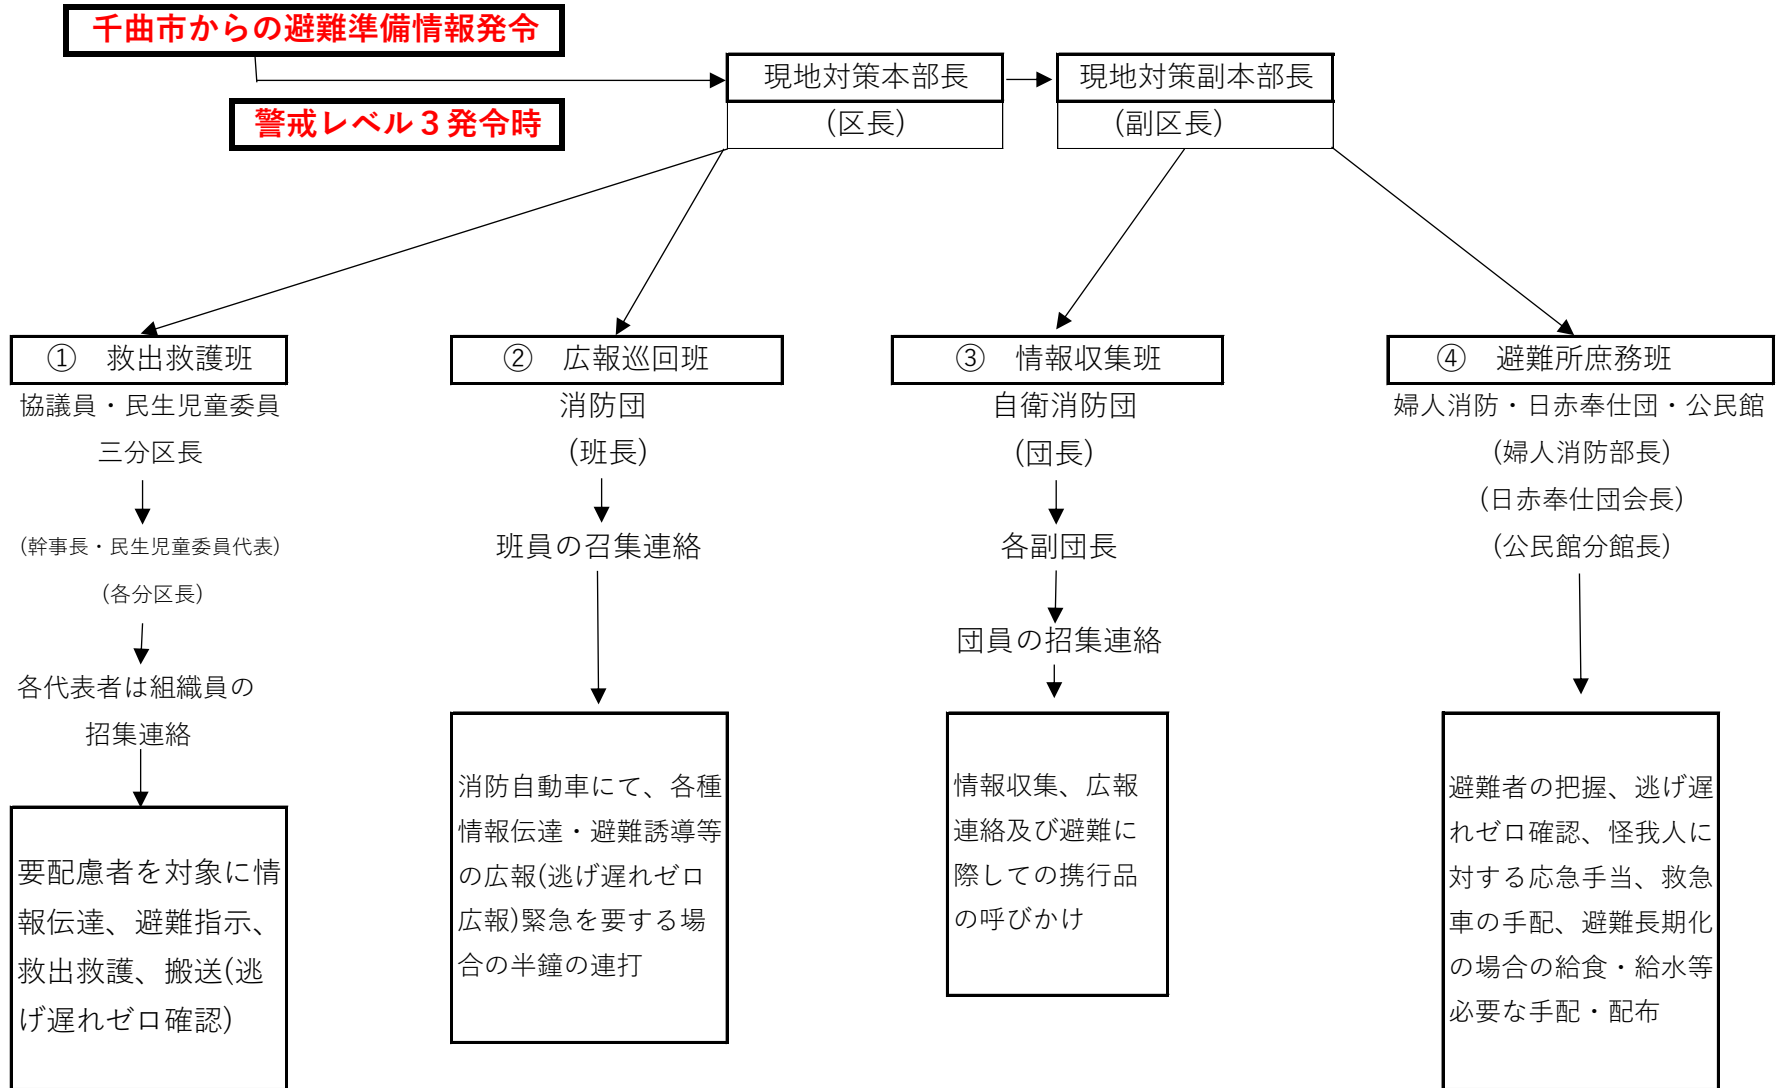 千曲市からの避難準備情報発令
警戒レベル３発令時
現地対策本部長
(区長)
現地対策副本部長
(副区長)
① 救出救護班
協議員・民生児童委員
三分区長
(幹事長・民生児童委員代表)
(各分区長)
各代表者は組織員の
招集連絡
要配慮者を対象に情
報伝達、避難指示、
救出救護、搬送(逃
げ遅れゼロ確認)
② 広報巡回班
消防団
(班長)
班員の召集連絡
消防自動車にて、各種
情報伝達・避難誘導等
の広報(逃げ遅れゼロ
広報)緊急を要する場
合の半鐘の連打
③ 情報収集班
自衛消防団
(団長)
各副団長
団員の招集連絡
情報収集、広報
連絡及び避難に
際しての携行品
の呼びかけ
④ 避難所庶務班
婦人消防・日赤奉仕団・公民館
(婦人消防部長)
(日赤奉仕団会長)
(公民館分館長)
避難者の把握、逃げ遅
れゼロ確認、怪我人に
対する応急手当、救急
車の手配、避難長期化
の場合の給食・給水等
必要な手配・配布